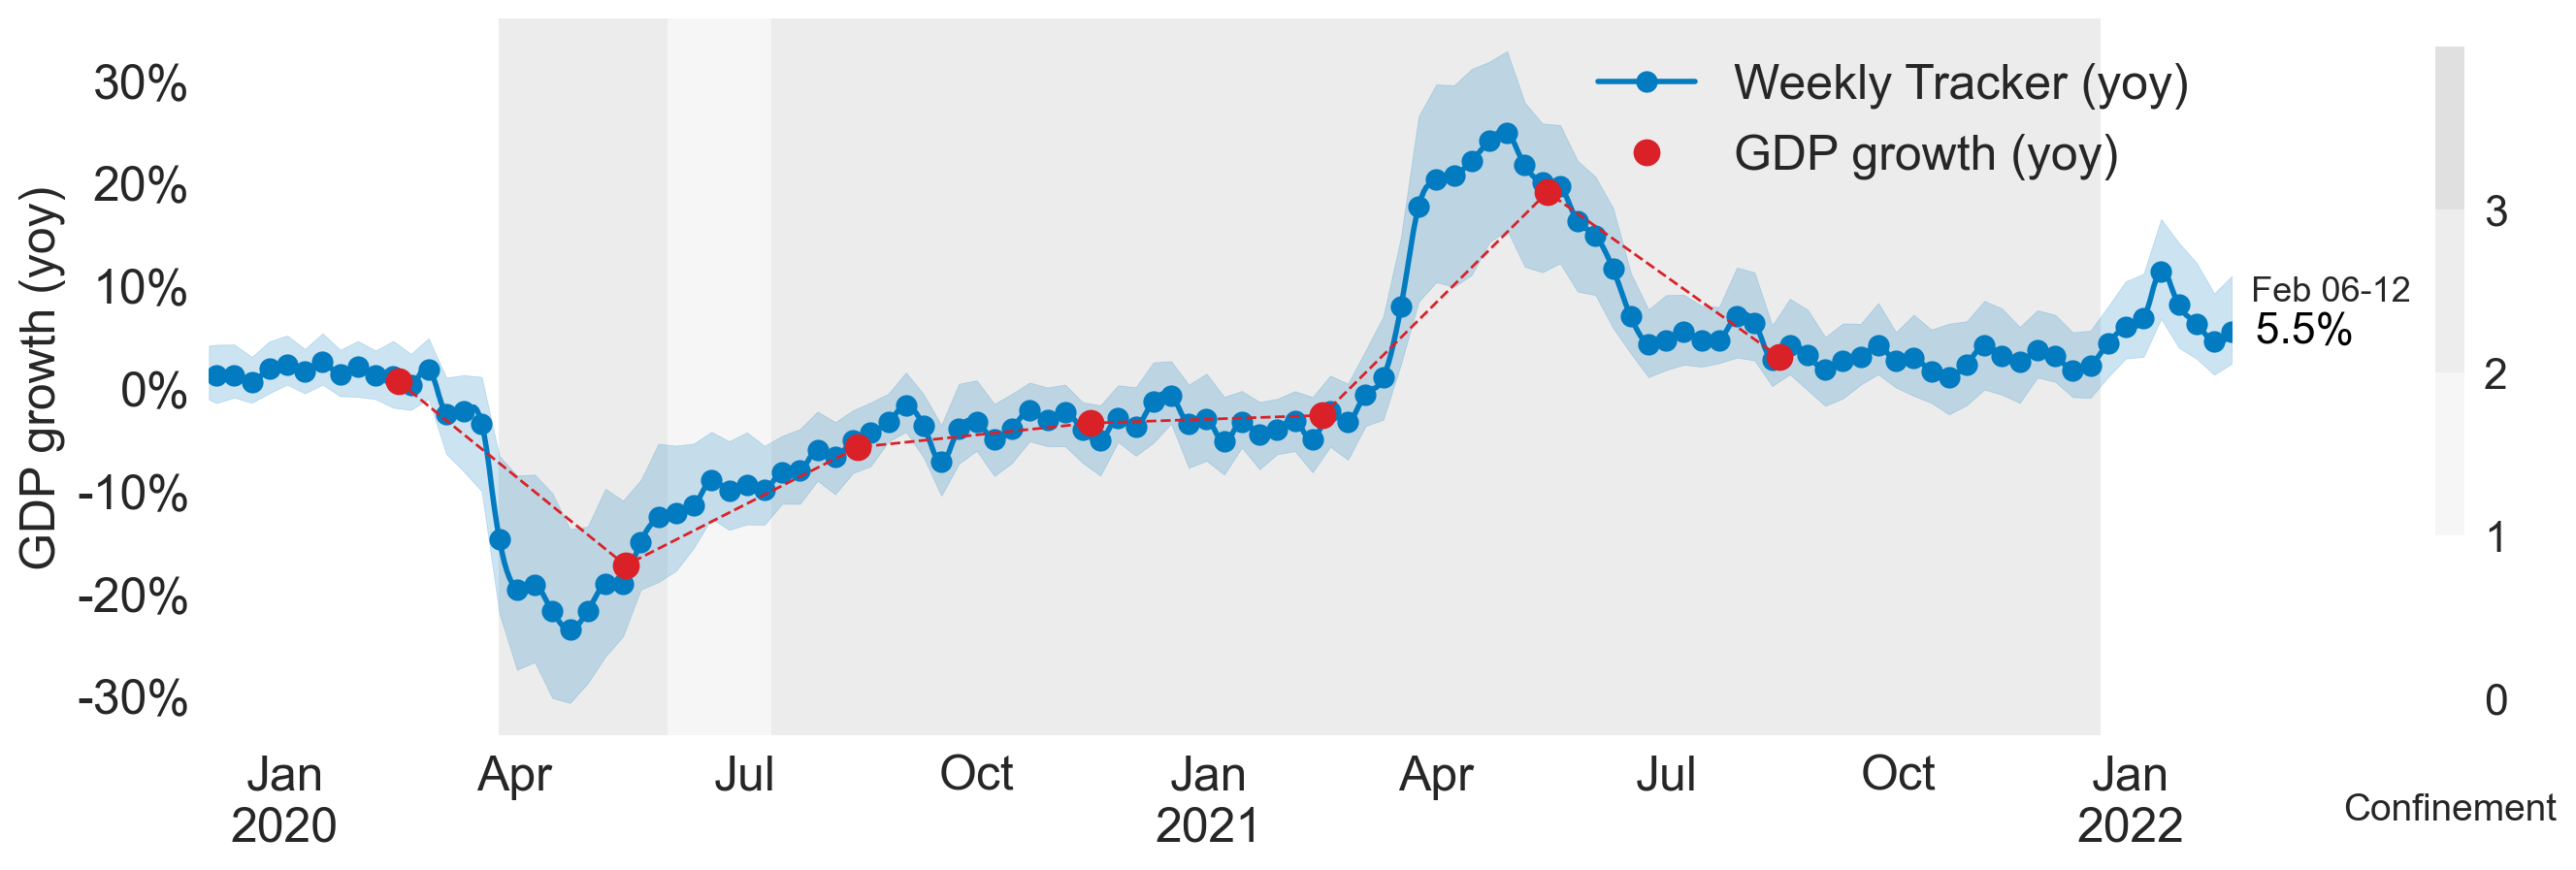 GDP growth (yoy)
30%
20%
10%
0%
-10%
-20%
-30%
Weekly Tracker (yoy)
GDP growth (yoy)
Feb 06-12
5.5%
3
2
1
0
Confinement
Jan Apr Jul Oct Jan Apr Jul Oct Jan
2020 2021 2022